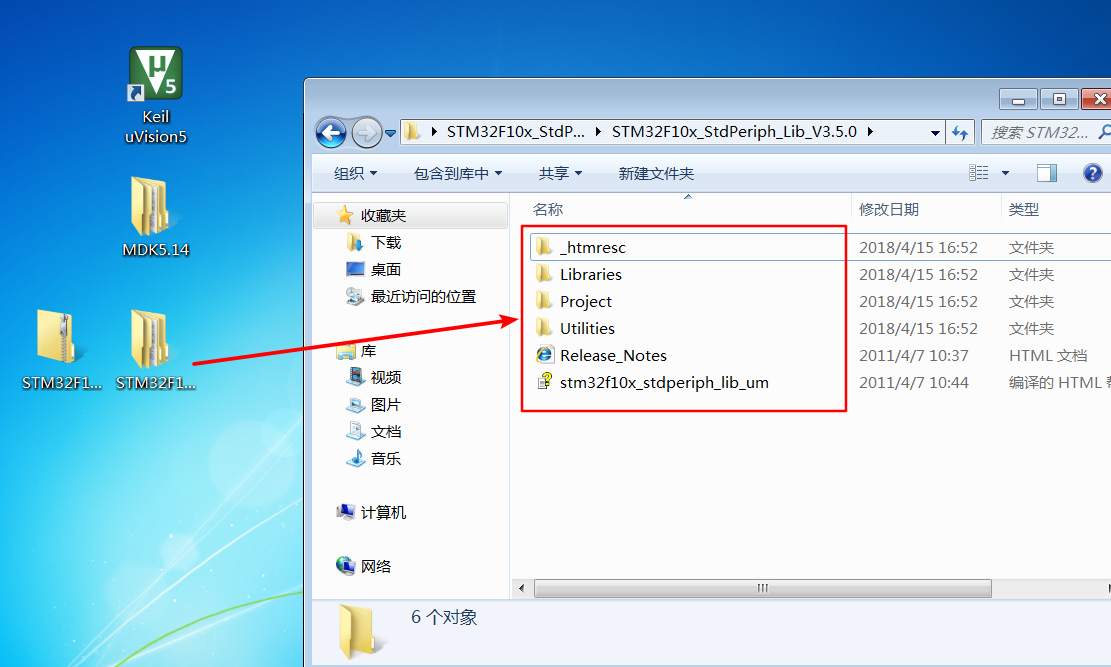 Keil
uVision5
MDK5.14
STM32F1...
STM32F1...
STM32F10x_StdP...
STM32F10x_StdPeriph_Lib_V3.5.0
搜索 STM32...
组织
包含到库中
共享
新建文件夹
名称
修改日期
类型
收藏夹
下载
桌面
最近访问的位置
库
视频
图片
文档
音乐
计算机
网络
_htmresc 2018/4/15 16:52 文件夹
Libraries 2018/4/15 16:52 文件夹
Project 2018/4/15 16:52 文件夹
Utilities 2018/4/15 16:52 文件夹
Release_Notes 2011/4/7 10:37 HTML 文档
stm32f10x_stdperiph_lib_um 2011/4/7 10:44 编译的 HTML
6 个对象